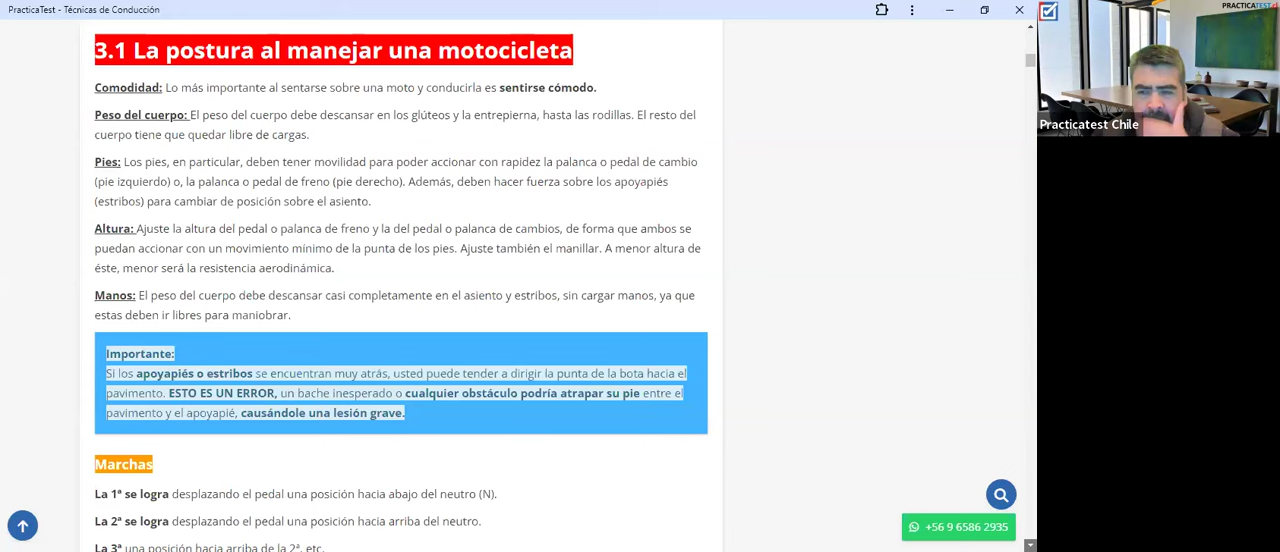 PracticaTest - Técnicas de Conducción
PRACTICATEST.cl
3.1 La postura al manejar una motocicleta
Comodidad: Lo más importante al sentarse sobre una moto y conducirla es sentirse cómodo.
Peso del cuerpo: El peso del cuerpo debe descansar en los glúteos y la entrepierna, hasta las rodillas. El resto del
cuerpo tiene que quedar libre de cargas.
Pies: Los pies, en particular, deben tener movilidad para poder accionar con rapidez la palanca o pedal de cambio
(pie izquierdo) o, la palanca o pedal de freno (pie derecho). Además, deben hacer fuerza sobre los apoyapiés
(estribos) para cambiar de posición sobre el asiento.
Altura: Ajuste la altura del pedal o palanca de freno y la del pedal o palanca de cambios, de forma que ambos se
puedan accionar con un movimiento mínimo de la punta de los pies. Ajuste también el manillar. A menor altura de
éste, menor será la resistencia aerodinámica.
Manos: El peso del cuerpo debe descansar casi completamente en el asiento y estribos, sin cargar manos, ya que
estas deben ir libres para maniobrar.
Importante:
Si los apoyapiés o estribos se encuentran muy atrás, usted puede tender a dirigir la punta de la bota hacia el
pavimento. ESTO ES UN ERROR, un bache inesperado o cualquier obstáculo podría atrapar su pie entre el
pavimento y el apoyapié, causándole una lesión grave.
Marchas
La 1ª se logra desplazando el pedal una posición hacia abajo del neutro (N).
La 2ª se logra desplazando el pedal una posición hacia arriba del neutro.
La 3ª una posición hacia arriba de la 2ª, etc.
+56 9 6586 2935
Practicatest Chile